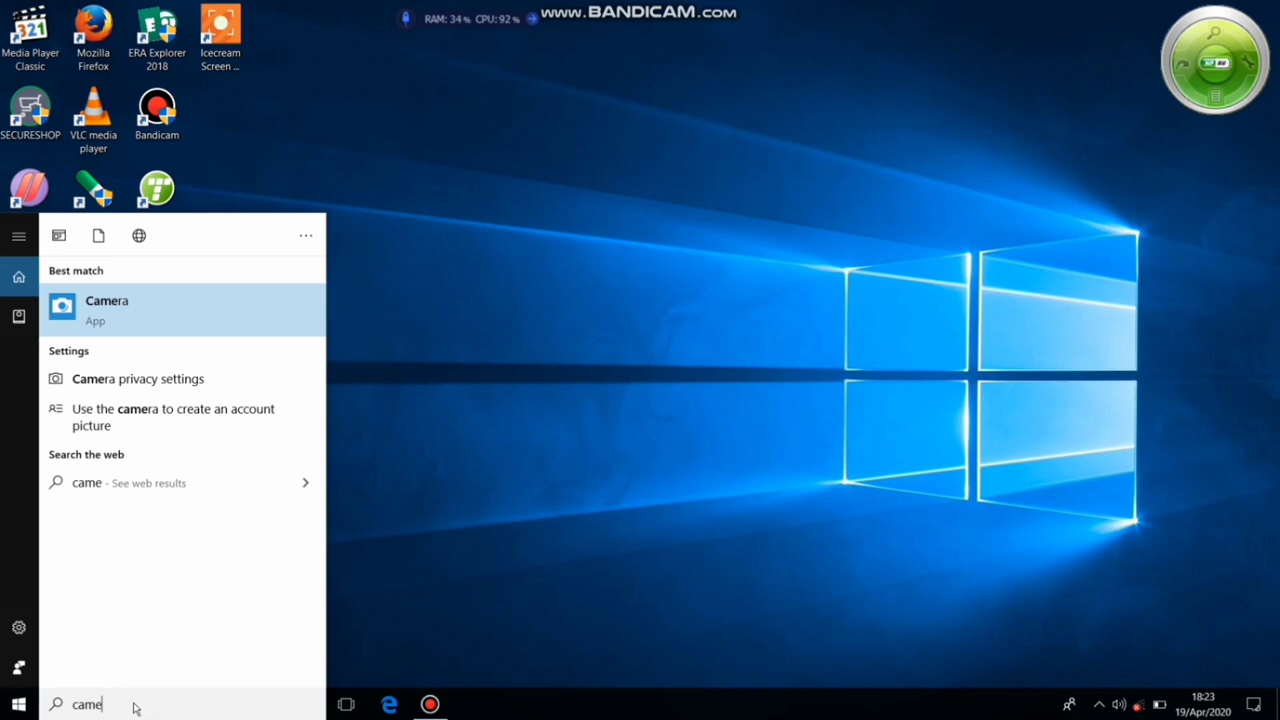 RAM: 34% CPU: 92%
www.BANDICAM.com
321
Media Player
Classic
Mozilla
Firefox
ERA Explorer
2018
Icecream
Screen ...
SECURESHOP
VLC media
player
Bandicam
...
Best match
Camera
App
Settings
Camera privacy settings
Use the camera to create an account
picture
Search the web
came - See web results
came
18:23
19/Apr/2020